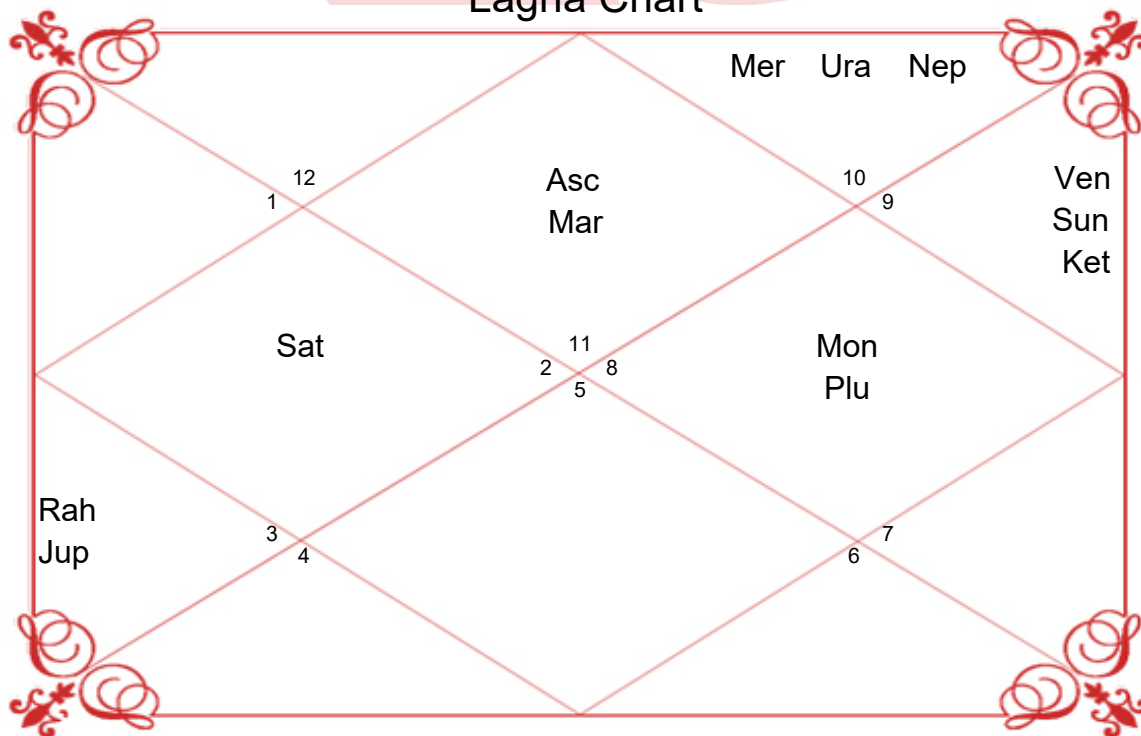 Lagna Chart
Mer Ura Nep
12
1
Asc
Mar
10
9
Ven
Sun
Ket
Sat
11
2 8
5
Mon
Plu
Rah
Jup
3
4
7
6